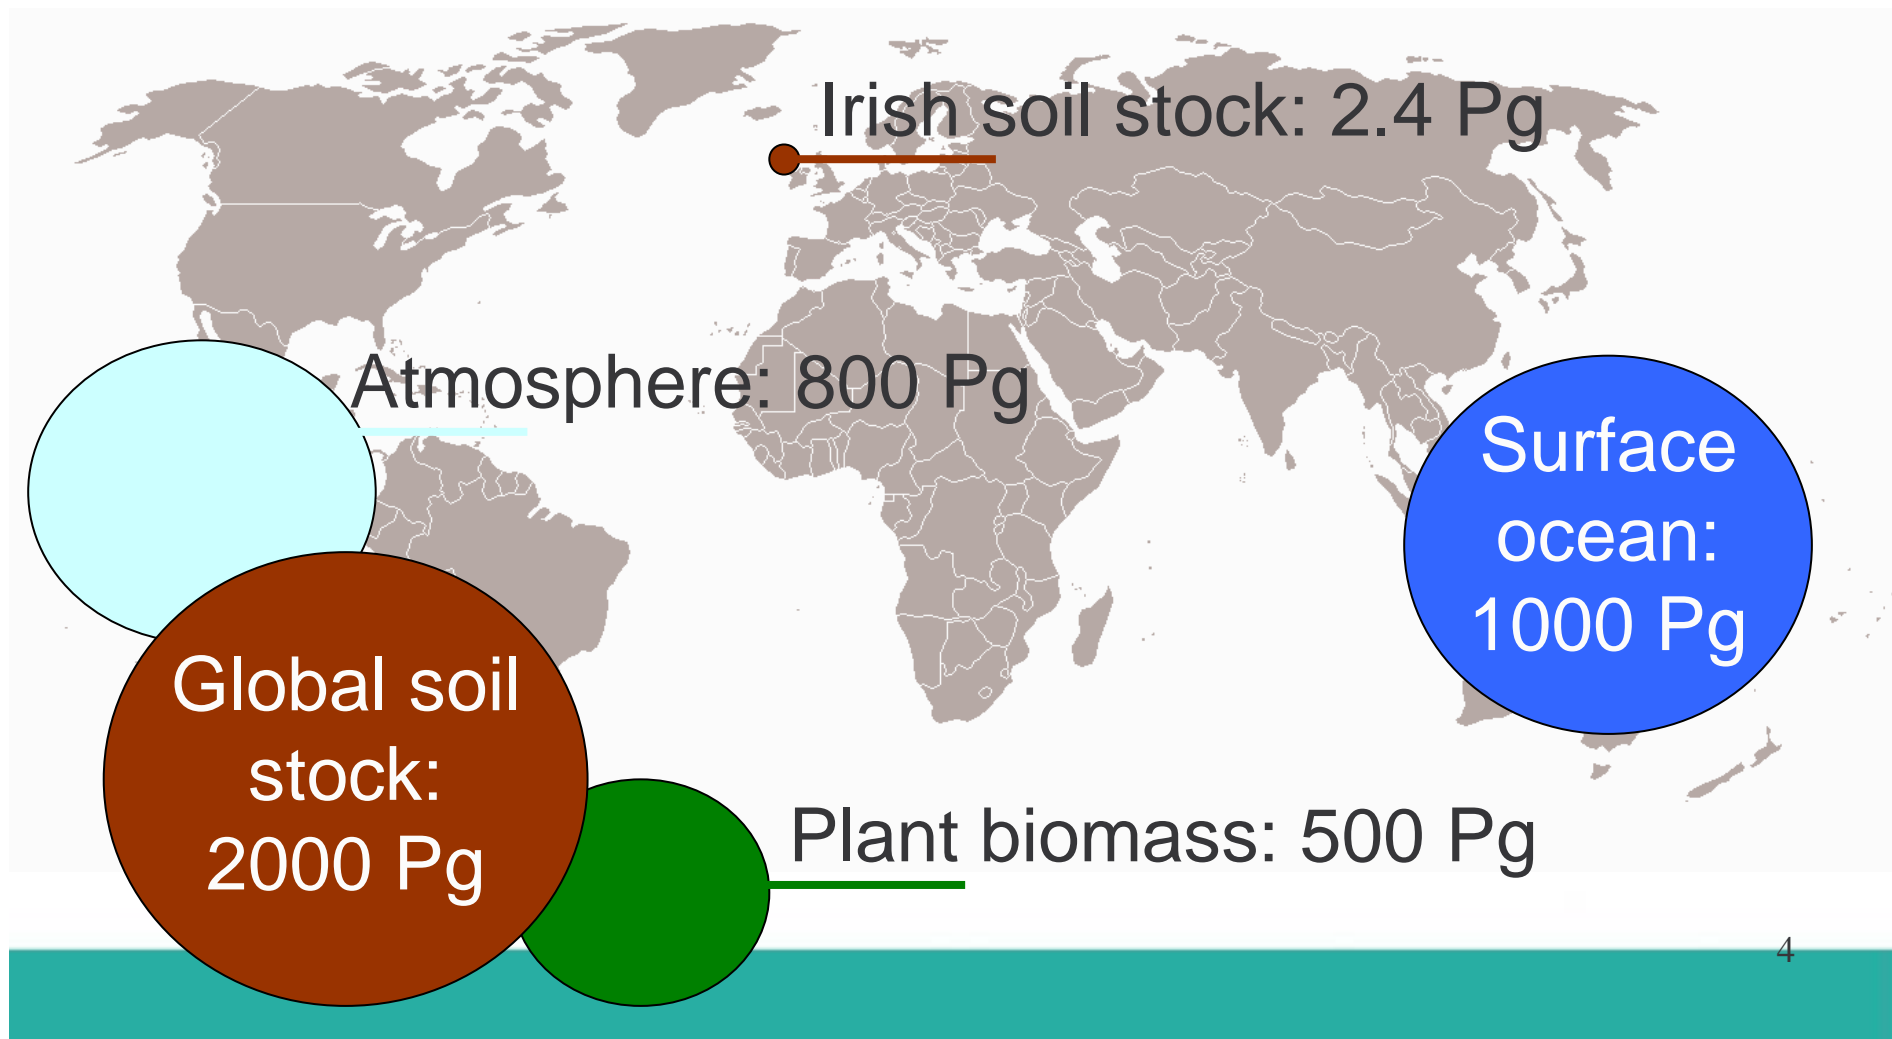 Irish soil stock: 2.4 Pg
Atmosphere: 800 Pg
Surface
ocean:
1000 Pg
Global soil
stock:
2000 Pg
Plant biomass: 500 Pg
4